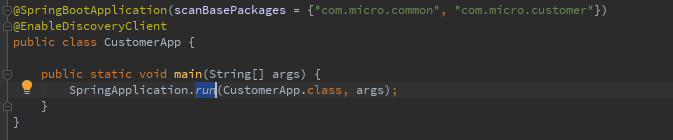 @SpringBootApplication(scanBasePackages = {"com.micro.common", "com.micro.customer"})
@EnableDiscoveryClient
public class CustomerApp {
public static void main(String[] args) {
SpringApplication.run(CustomerApp.class, args);
}
}